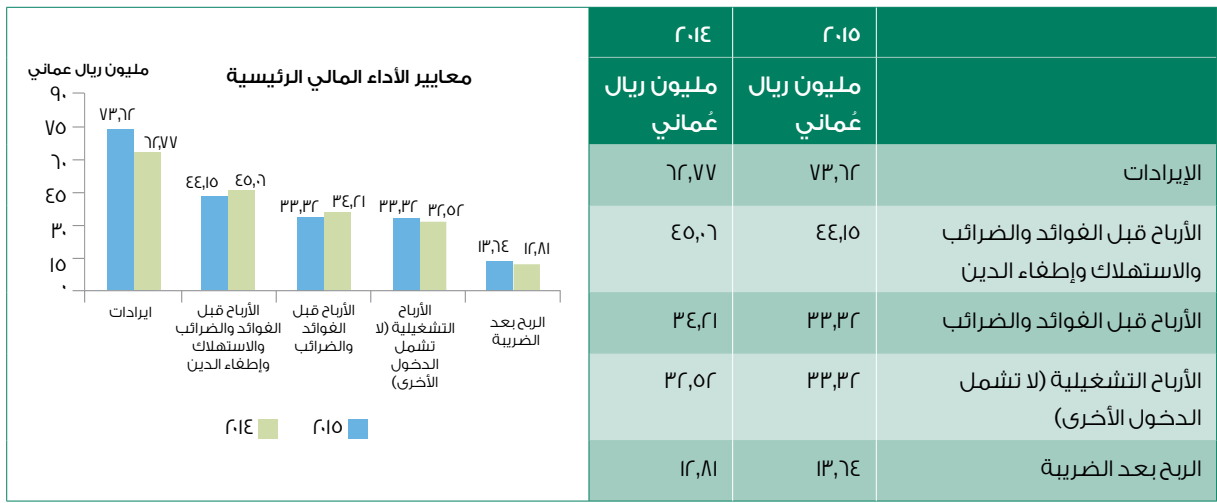 ٢٠١٥ ٢٠١٤
مليون ريال عُماني مليون ريال عُماني
الإيرادات ٧٣,٦٢ ٦٢,٧٧
الأرباح قبل الفوائد والضرائب
والاستهلاك وإطفاء الدين ٤٤,١٥ ٤٥,٠٦
الأرباح قبل الفوائد والضرائب ٣٣,٣٢ ٣٤,٢١
الأرباح التشغيلية (لا تشمل
الدخول الأخرى) ٣٣,٣٢ ٣٢,٥٢
الربح بعد الضريبة ١٣,٦٤ ١٢,٨١
معايير الأداء المالي الرئيسية
مليون ريال عماني
٩٠
٧٥
٦٠
٤٥
٣٠
١٥
٠
٧٣,٦٢ ٦٢,٧٧
٤٤,١٥ ٤٥,٠٦
٣٣,٣٢ ٣٤,٢١
٣٣,٣٢ ٣٢,٥٢
١٣,٦٤ ١٢,٨١
ايرادات
الأرباح قبل
الفوائد والضرائب
والاستهلاك
وإطفاء الدين
الأرباح قبل
الفوائد
والضرائب
الأرباح
التشغيلية (لا
تشمل
الدخول
الأخرى)
الربح بعد
الضريبة
٢٠١٥ ٢٠١٤